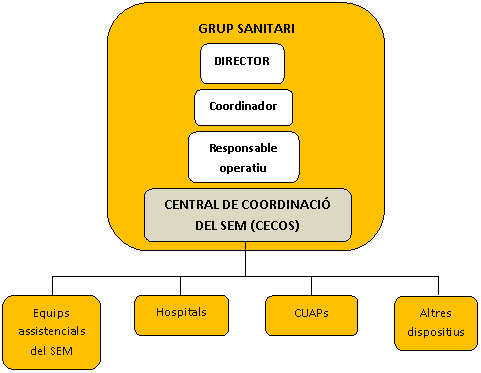 GRUP SANITARI
DIRECTOR
Coordinador
Responsable
operatiu
CENTRAL DE COORDINACIÓ
DEL SEM (CECOS)
Equips
assistencials
del SEM
Hospitals
CUAPs
Altres
dispositius